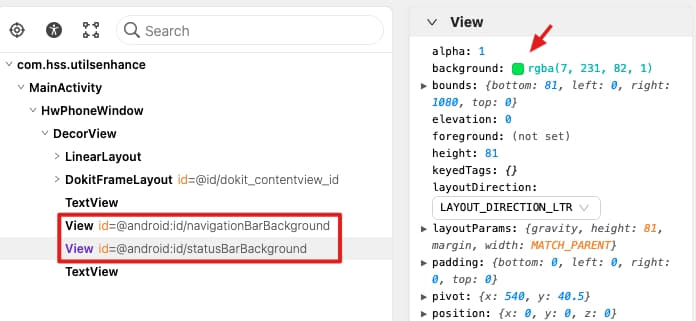 Search
com.hss.utilsenhance
MainActivity
HwPhoneWindow
DecorView
LinearLayout
DokitFrameLayout id=@id/dokit_contentview_id
TextView
View id=@android:id/navigationBarBackground
View id=@android:id/statusBarBackground
TextView
View
alpha: 1
background: rgba(7, 231, 82, 1)
bounds: {bottom: 81, left: 0, right:
1080, top: 0}
elevation: 0
foreground: (not set)
height: 81
keyedTags: {}
layoutDirection:
LAYOUT_DIRECTION_LTR
layoutParams: {gravity, height: 81,
margin, width: MATCH_PARENT}
padding: {bottom: 0, left: 0, right:
0, top: 0}
pivot: {x: 540, y: 40.5}
position: {x: 0, y: 0, z: 0}